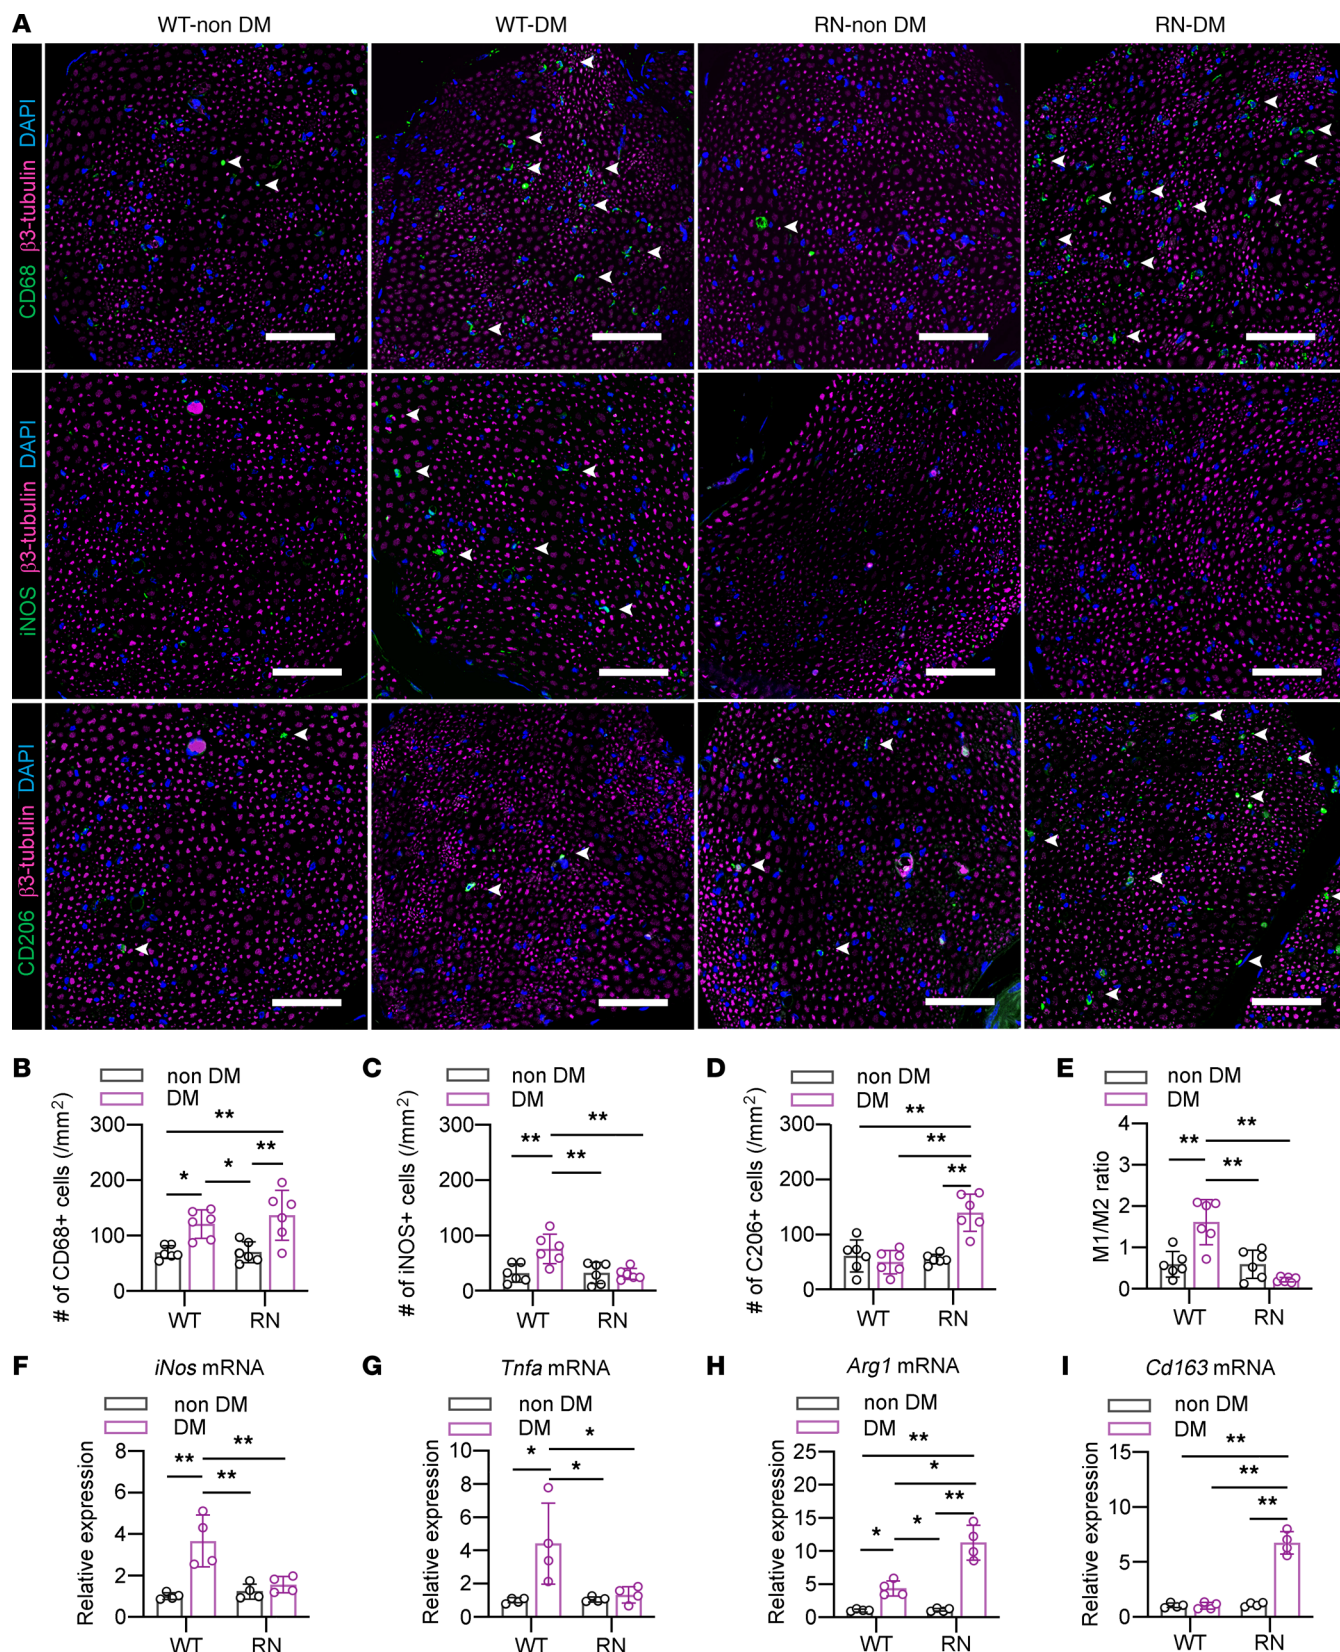 A
WT-non DM
WT-DM
RN-non DM
RN-DM
CD68 β3-tubulin DAPI
iNOS β3-tubulin DAPI
CD206 β3-tubulin DAPI
B
non DM
DM
# of CD68+ cells (/mm²)
300
200
100
0
**
*
*
**
WT
RN
C
non DM
DM
# of iNOS+ cells (/mm²)
300
200
100
0
**
**
**
WT
RN
D
non DM
DM
# of C206+ cells (/mm²)
300
200
100
0
**
**
**
WT
RN
E
non DM
DM
M1/M2 ratio
4
3
2
1
0
**
**
**
WT
RN
F
iNos mRNA
non DM
DM
Relative expression
8
6
4
2
0
**
**
**
WT
RN
G
Tnfa mRNA
non DM
DM
Relative expression
10
8
6
4
2
0
*
*
*
WT
RN
H
Arg1 mRNA
non DM
DM
Relative expression
25
20
15
10
5
0
**
*
**
*
*
WT
RN
I
Cd163 mRNA
non DM
DM
Relative expression
15
10
5
0
**
**
**
WT
RN